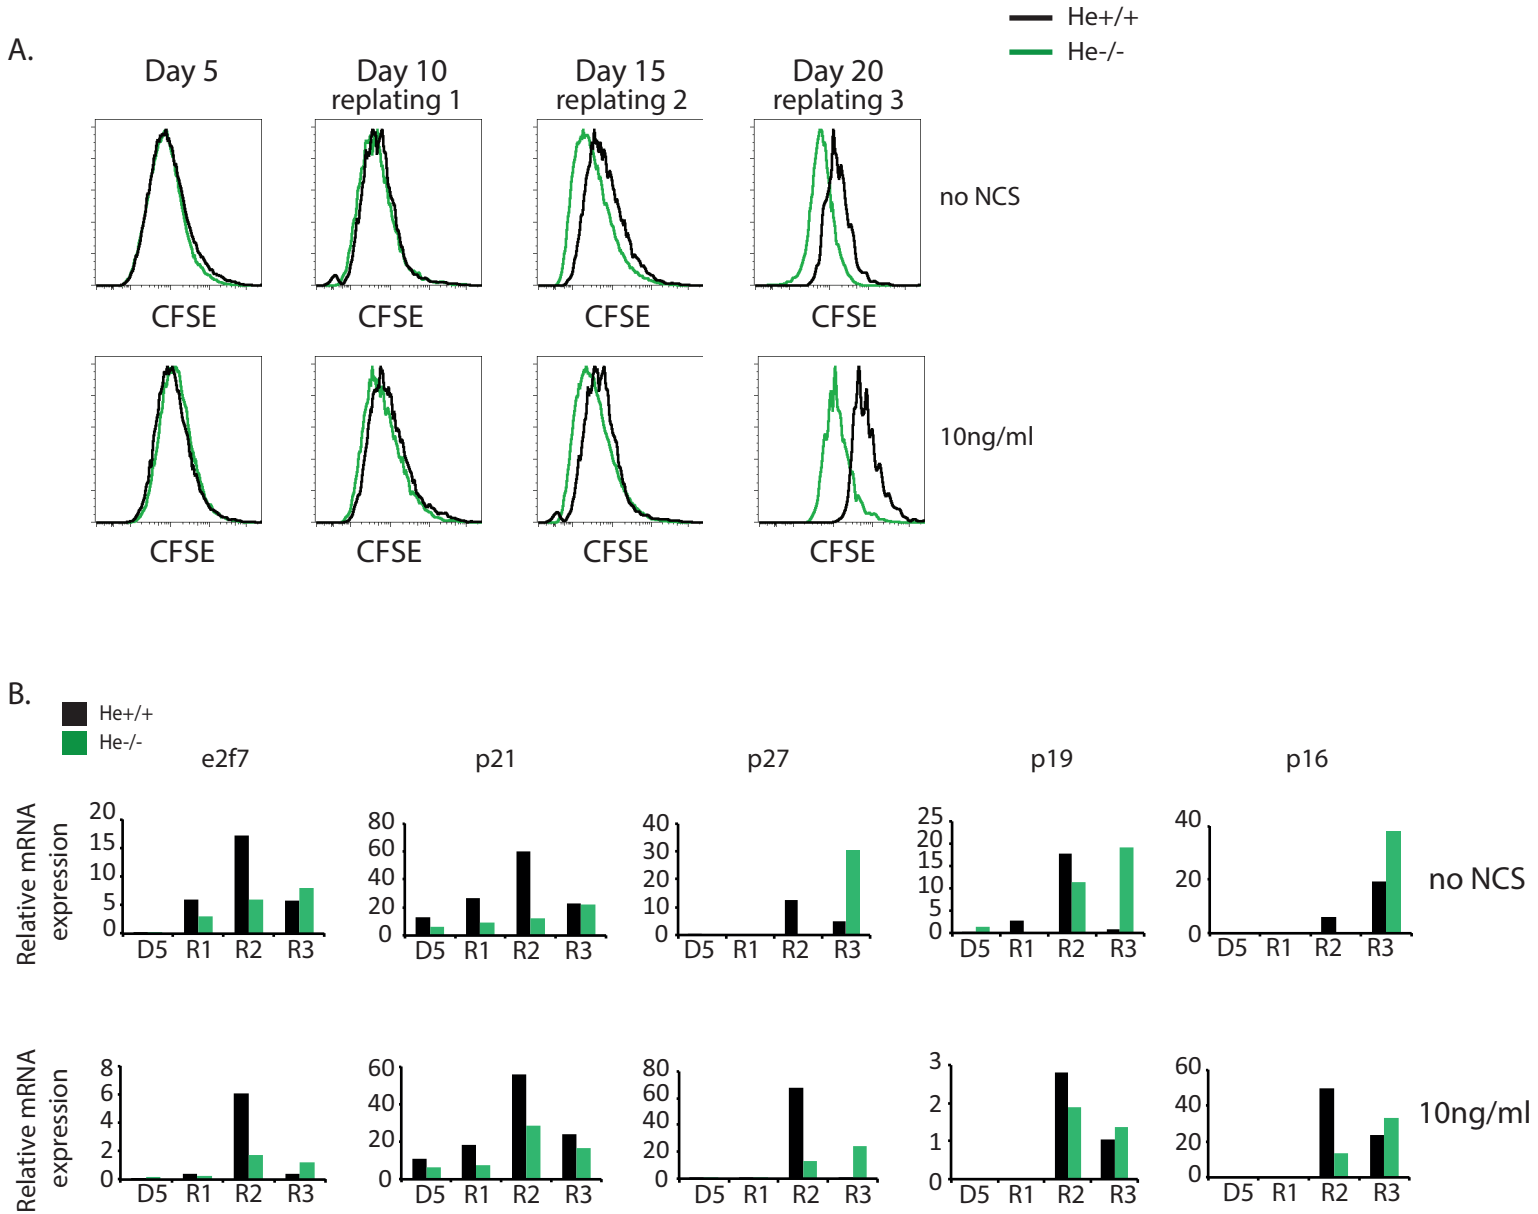 He+/+
He-/-
A.
Day 5
Day 10
replating 1
Day 15
replating 2
Day 20
replating 3
no NCS
CFSE CFSE CFSE CFSE
10ng/ml
CFSE CFSE CFSE CFSE
B.
He+/+
He-/-
e2f7 p21 p27 p19 p16
Relative mRNA
expression
20
15
10
5
0
D5 R1 R2 R3
80
60
40
20
0
D5 R1 R2 R3
40
30
20
10
0
D5 R1 R2 R3
25
20
15
10
5
0
D5 R1 R2 R3
40
20
0
D5 R1 R2 R3
no NCS
Relative mRNA
expression
8
6
4
2
0
D5 R1 R2 R3
60
40
20
0
D5 R1 R2 R3
80
60
40
20
0
D5 R1 R2 R3
3
2
1
0
D5 R1 R2 R3
60
40
20
0
D5 R1 R2 R3
10ng/ml